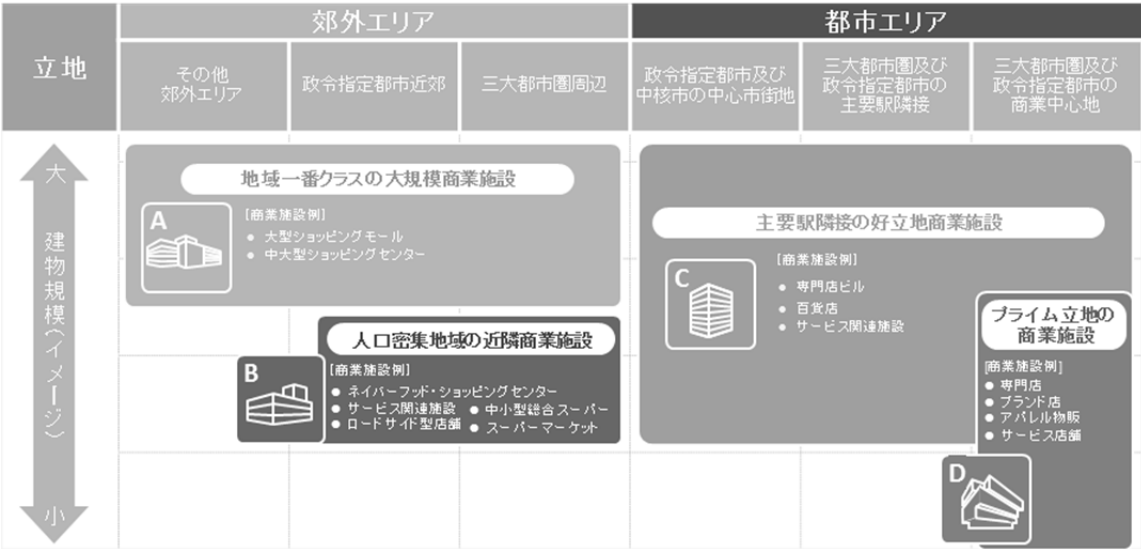 立地
郊外エリア
都市エリア
その他
郊外エリア
政令指定都市近郊
三大都市圏周辺
政令指定都市及び
中核市の中心市街地
三大都市圏及び
政令指定都市の
主要駅隣接
三大都市圏及び
政令指定都市の
商業中心地
大
建物規模(イメージ)
小
地域一番クラスの大規模商業施設
A
[商業施設例]
● 大型ショッピングモール
● 中大型ショッピングセンター
人口密集地域の近隣商業施設
B
[商業施設例]
● ネイバーフッド・ショッピングセンター
● サービス関連施設 ● 中小型総合スーパー
● ロードサイド型店舗 ● スーパーマーケット
主要駅隣接の好立地商業施設
C
[商業施設例]
● 専門店ビル
● 百貨店
● サービス関連施設
プライム立地の
商業施設
[商業施設例]
● 専門店
● ブランド店
● アパレル物販
● サービス店舗
D